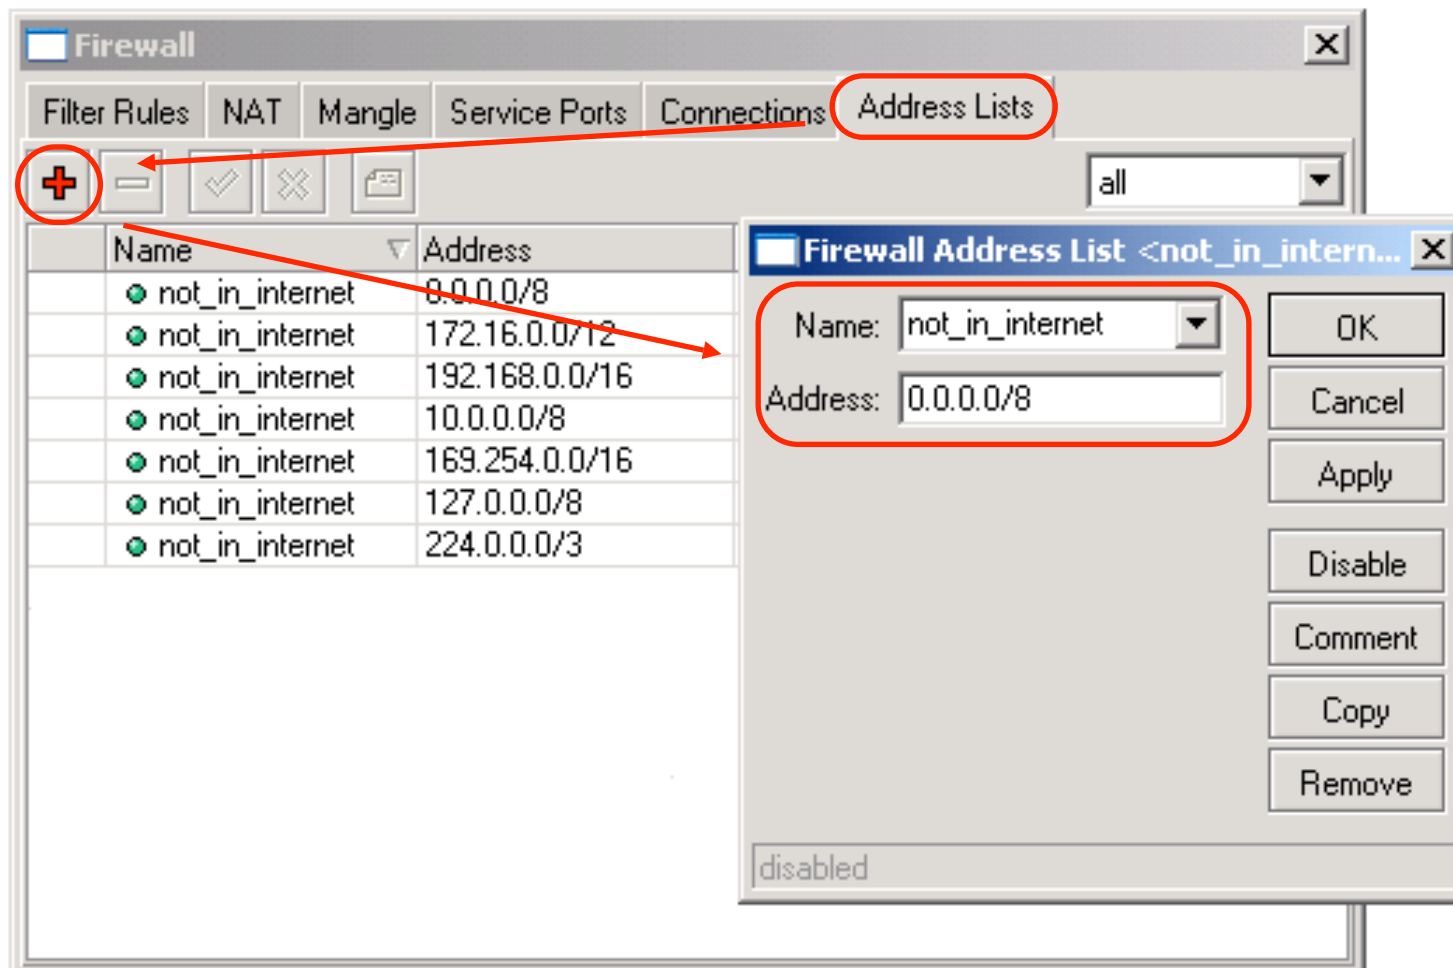 Firewall
Filter Rules NAT Mangle Service Ports Connections Address Lists
all
Name Address
not_in_internet 0.0.0.0/8
not_in_internet 172.16.0.0/12
not_in_internet 192.168.0.0/16
not_in_internet 10.0.0.0/8
not_in_internet 169.254.0.0/16
not_in_internet 127.0.0.0/8
not_in_internet 224.0.0.0/3
Firewall Address List <not_in_intern...
Name: not_in_internet
Address: 0.0.0.0/8
OK
Cancel
Apply
Disable
Comment
Copy
Remove
disabled